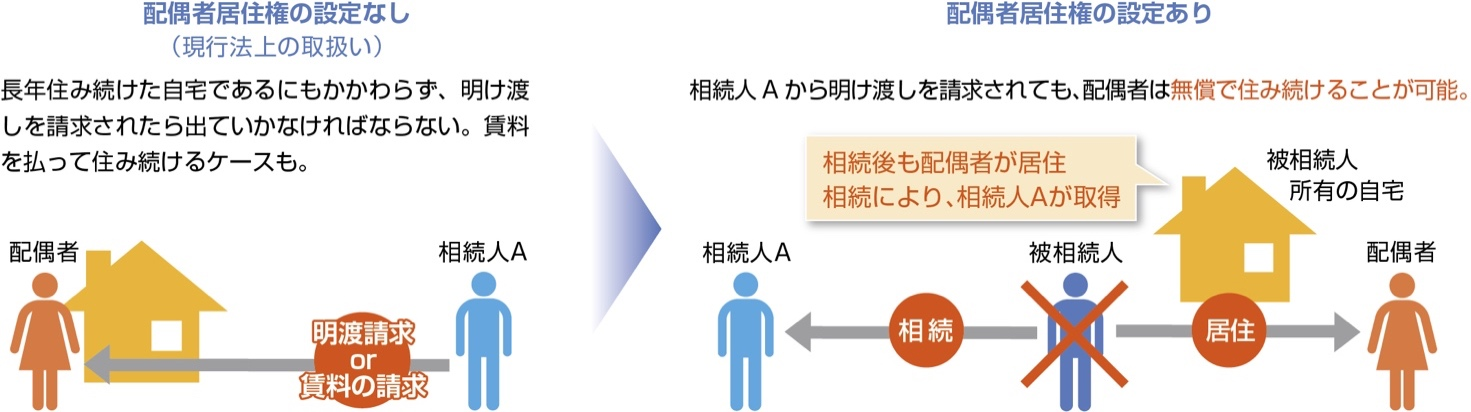 配偶者居住権の設定なし
（現行法上の取扱い）
長年住み続けた自宅であるにもかかわらず、明け渡
しを請求されたら出ていかなければならない。賃料
を払って住み続けるケースも。
配偶者
相続人A
明渡請求
or
賃料の請求
配偶者居住権の設定あり
相続人 A から明け渡しを請求されても、配偶者は無償で住み続けることが可能。
相続後も配偶者が居住
相続により、相続人Aが取得
被相続人
所有の自宅
相続人A
被相続人
配偶者
相続
居住